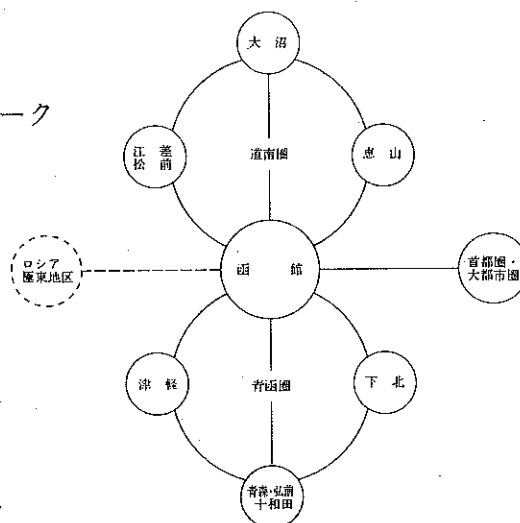 大沼
ーク
江差
松前
道南圏
恵山
ロシア
極東地区
函館
首都圏・
大都市圏
津軽
青函圏
下北
青森・弘前
十和田